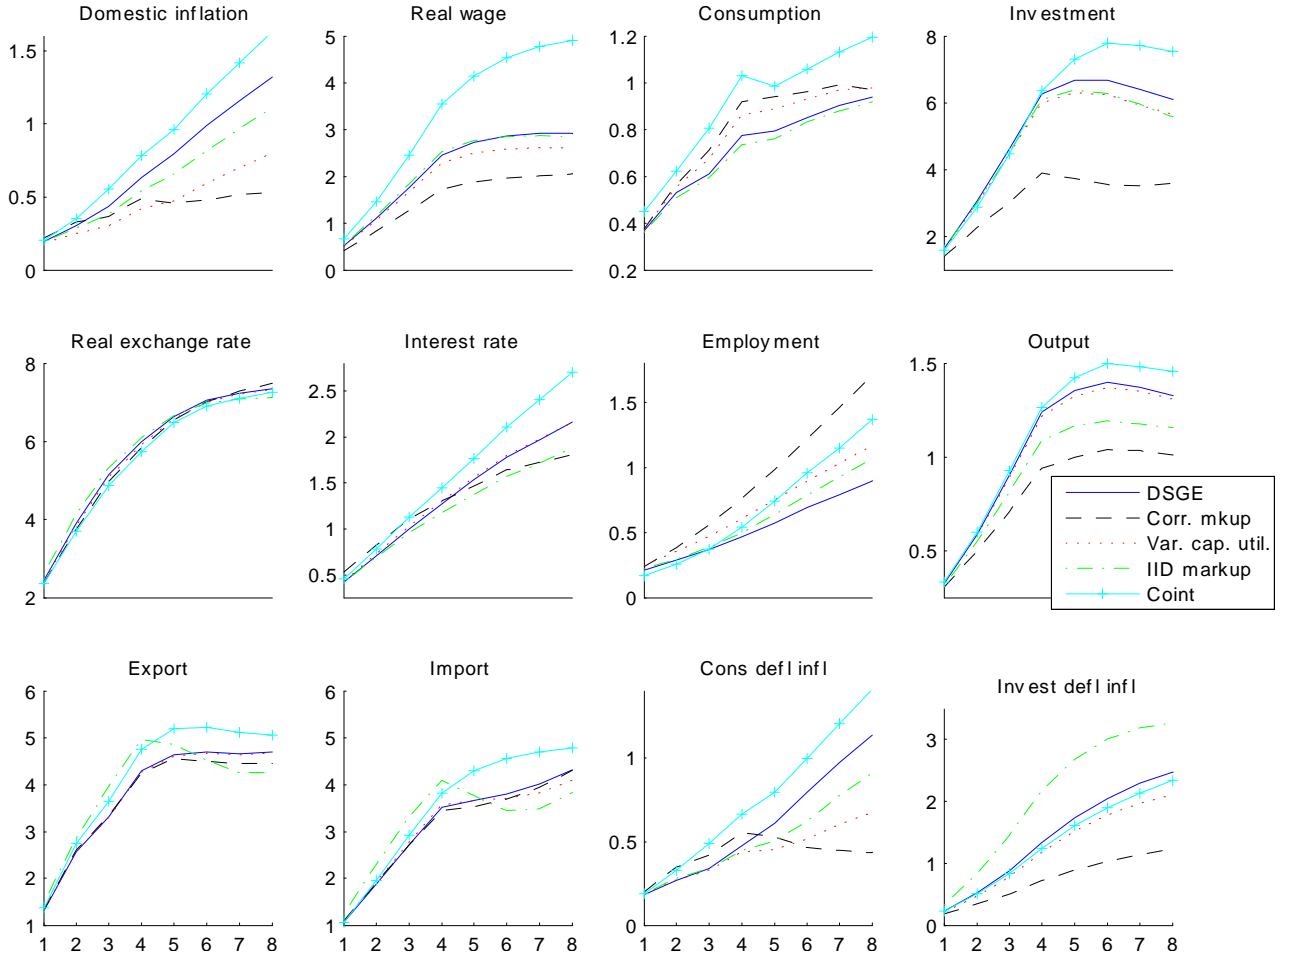 Domestic inflation
Real wage
Consumption
Investment
1.5
1
0.5
0
5
4
3
2
1
0
1.2
1
0.8
0.6
0.4
0.2
8
6
4
2
Real exchange rate
Interest rate
Employment
Output
8
6
4
2
2.5
2
1.5
1
0.5
1.5
1
0.5
0
1.5
1
0.5
DSGE
Corr. mkup
Var. cap. util.
IID markup
Coint
Export
Import
Cons defl infl
Invest defl infl
6
5
4
3
2
1
1 2 3 4 5 6 7 8
6
5
4
3
2
1
1 2 3 4 5 6 7 8
1
0.5
0
1 2 3 4 5 6 7 8
3
2
1
0
1 2 3 4 5 6 7 8